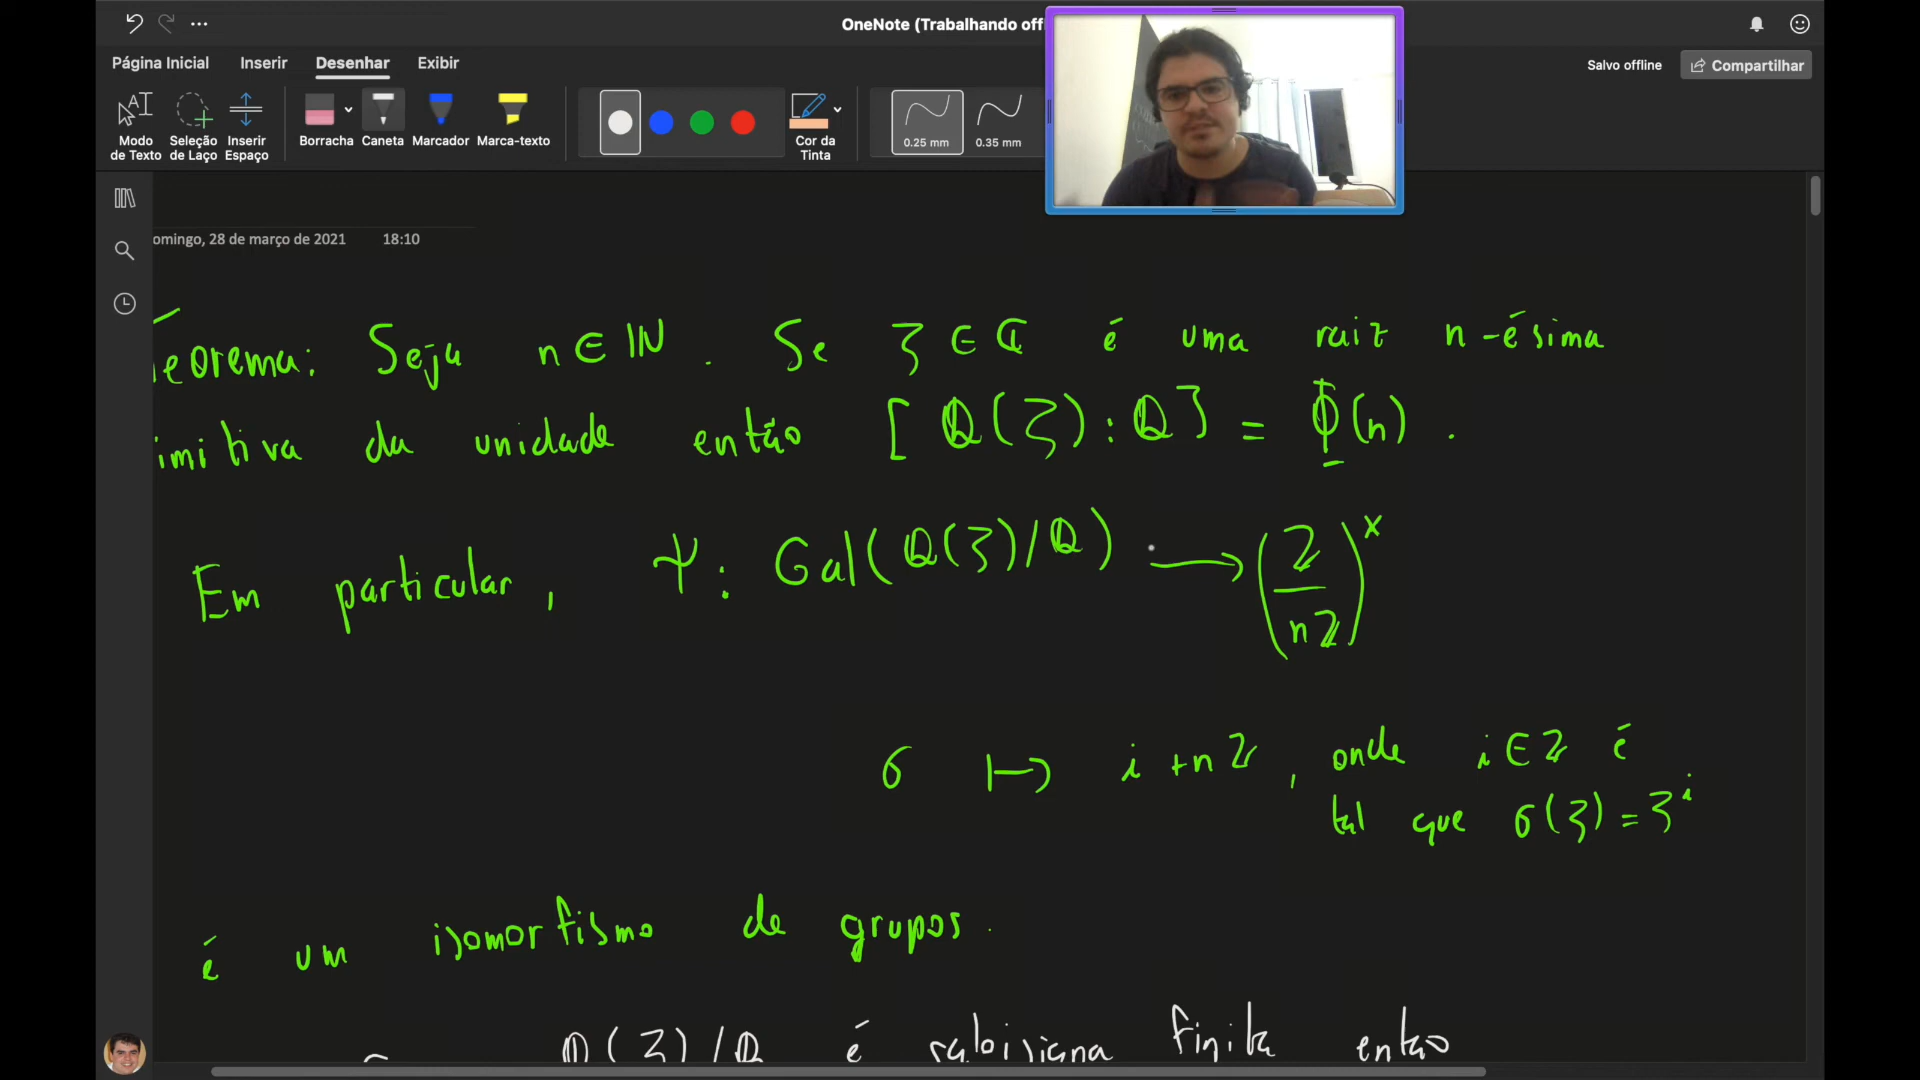 OneNote (Trabalhando offl
Página Inicial Inserir Desenhar Exibir
Salvo offline Compartilhar
Modo de Texto Seleção de Laço Inserir Espaço Borracha Caneta Marcador Marca-texto Cor da Tinta 0.25 mm 0.35 mm
omingo, 28 de março de 2021 18:10
Teorema: Seja n ∈ ℕ. Se ζ ∈ ℂ é uma raiz n-ésima
imitiva da unidade então [ℚ(ζ):ℚ] = Φ(n).
Em particular, Ψ: Gal(ℚ(ζ)/ℚ) → (ℤ/nℤ)^×
σ ↦ i + nℤ, onde i ∈ ℤ é
tal que σ(ζ) = ζ^i
é um isomorfismo de grupos.
ℚ(ζ)/ℚ é galoisiana finita então